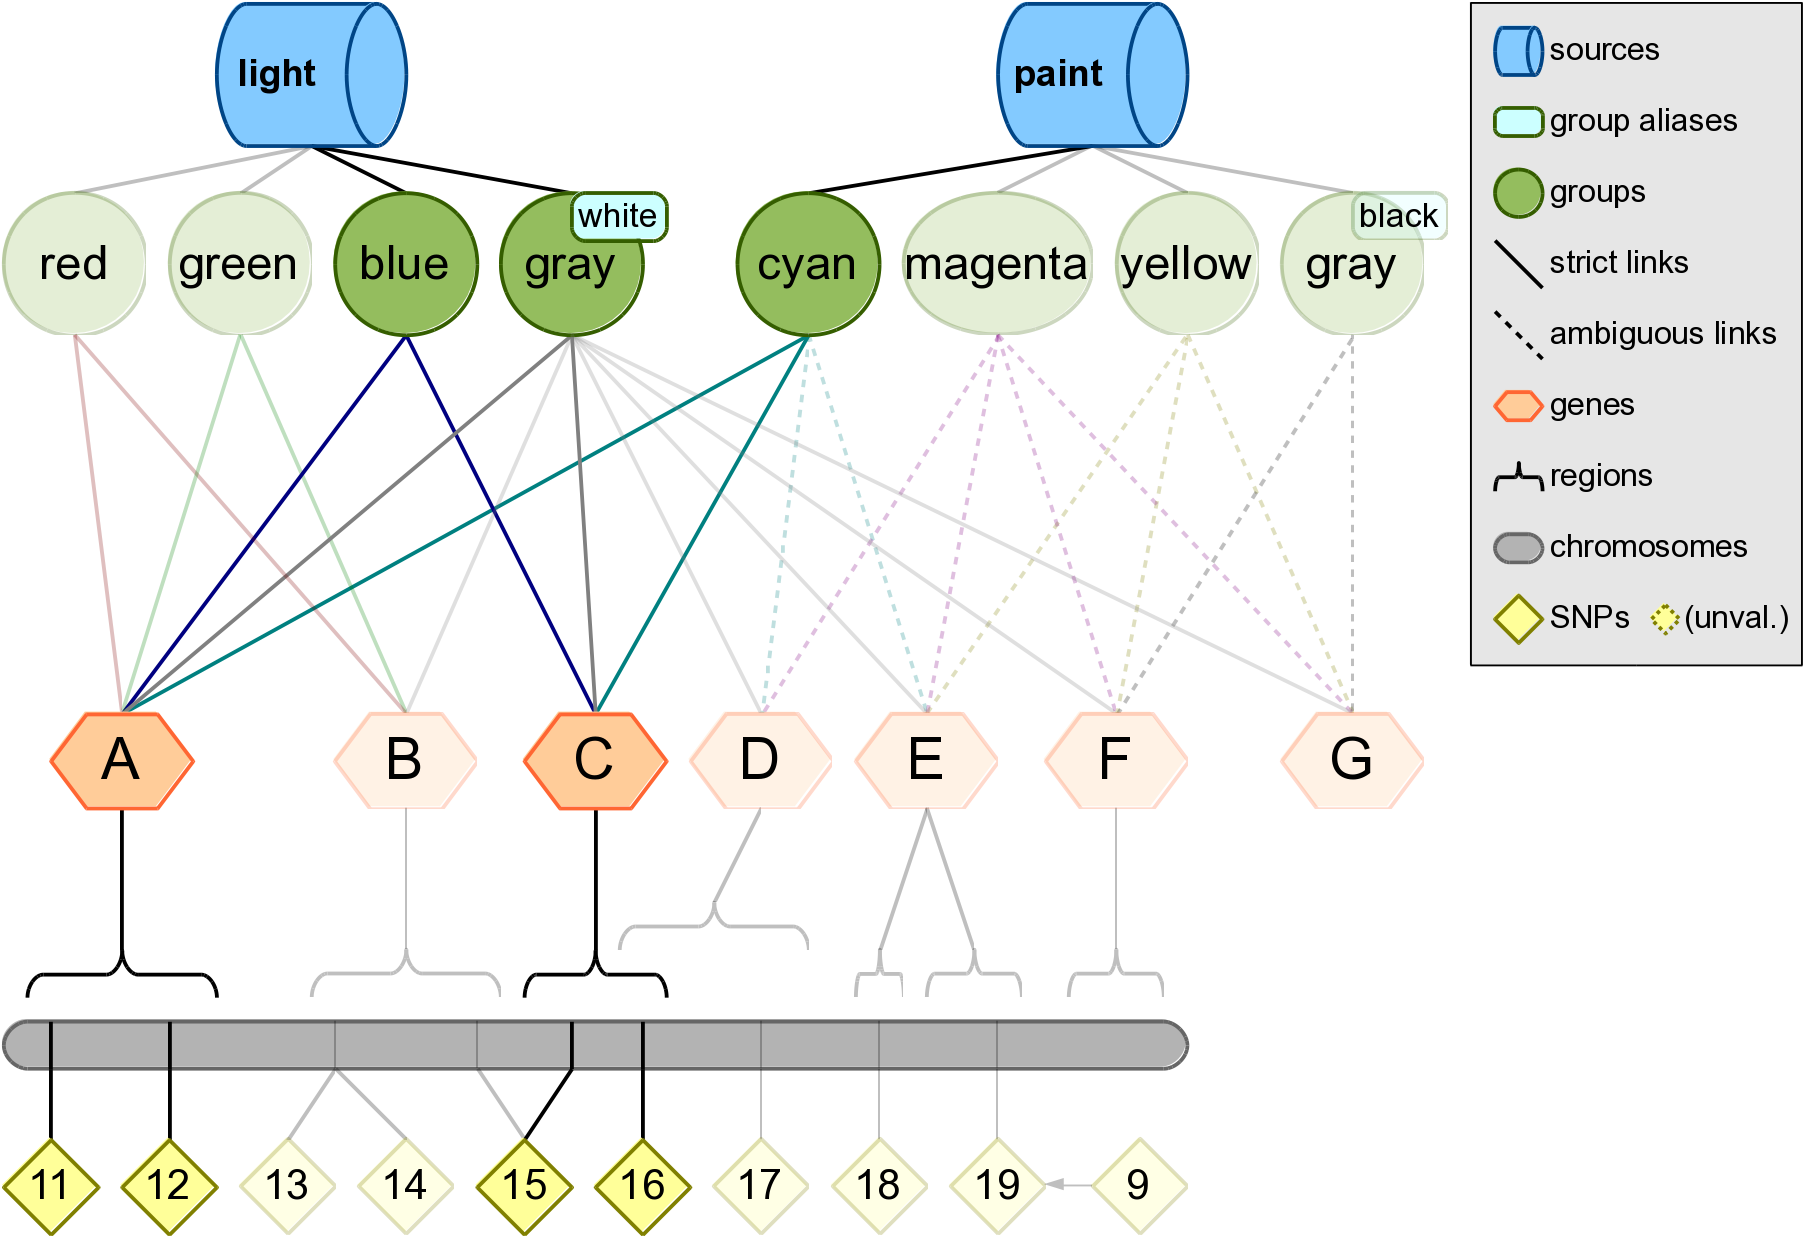 light
paint
sources
group aliases
groups
strict links
ambiguous links
genes
regions
chromosomes
SNPs (unval.)
white
black
red
green
blue
gray
cyan
magenta
yellow
gray
A
B
C
D
E
F
G
11
12
13
14
15
16
17
18
19
9